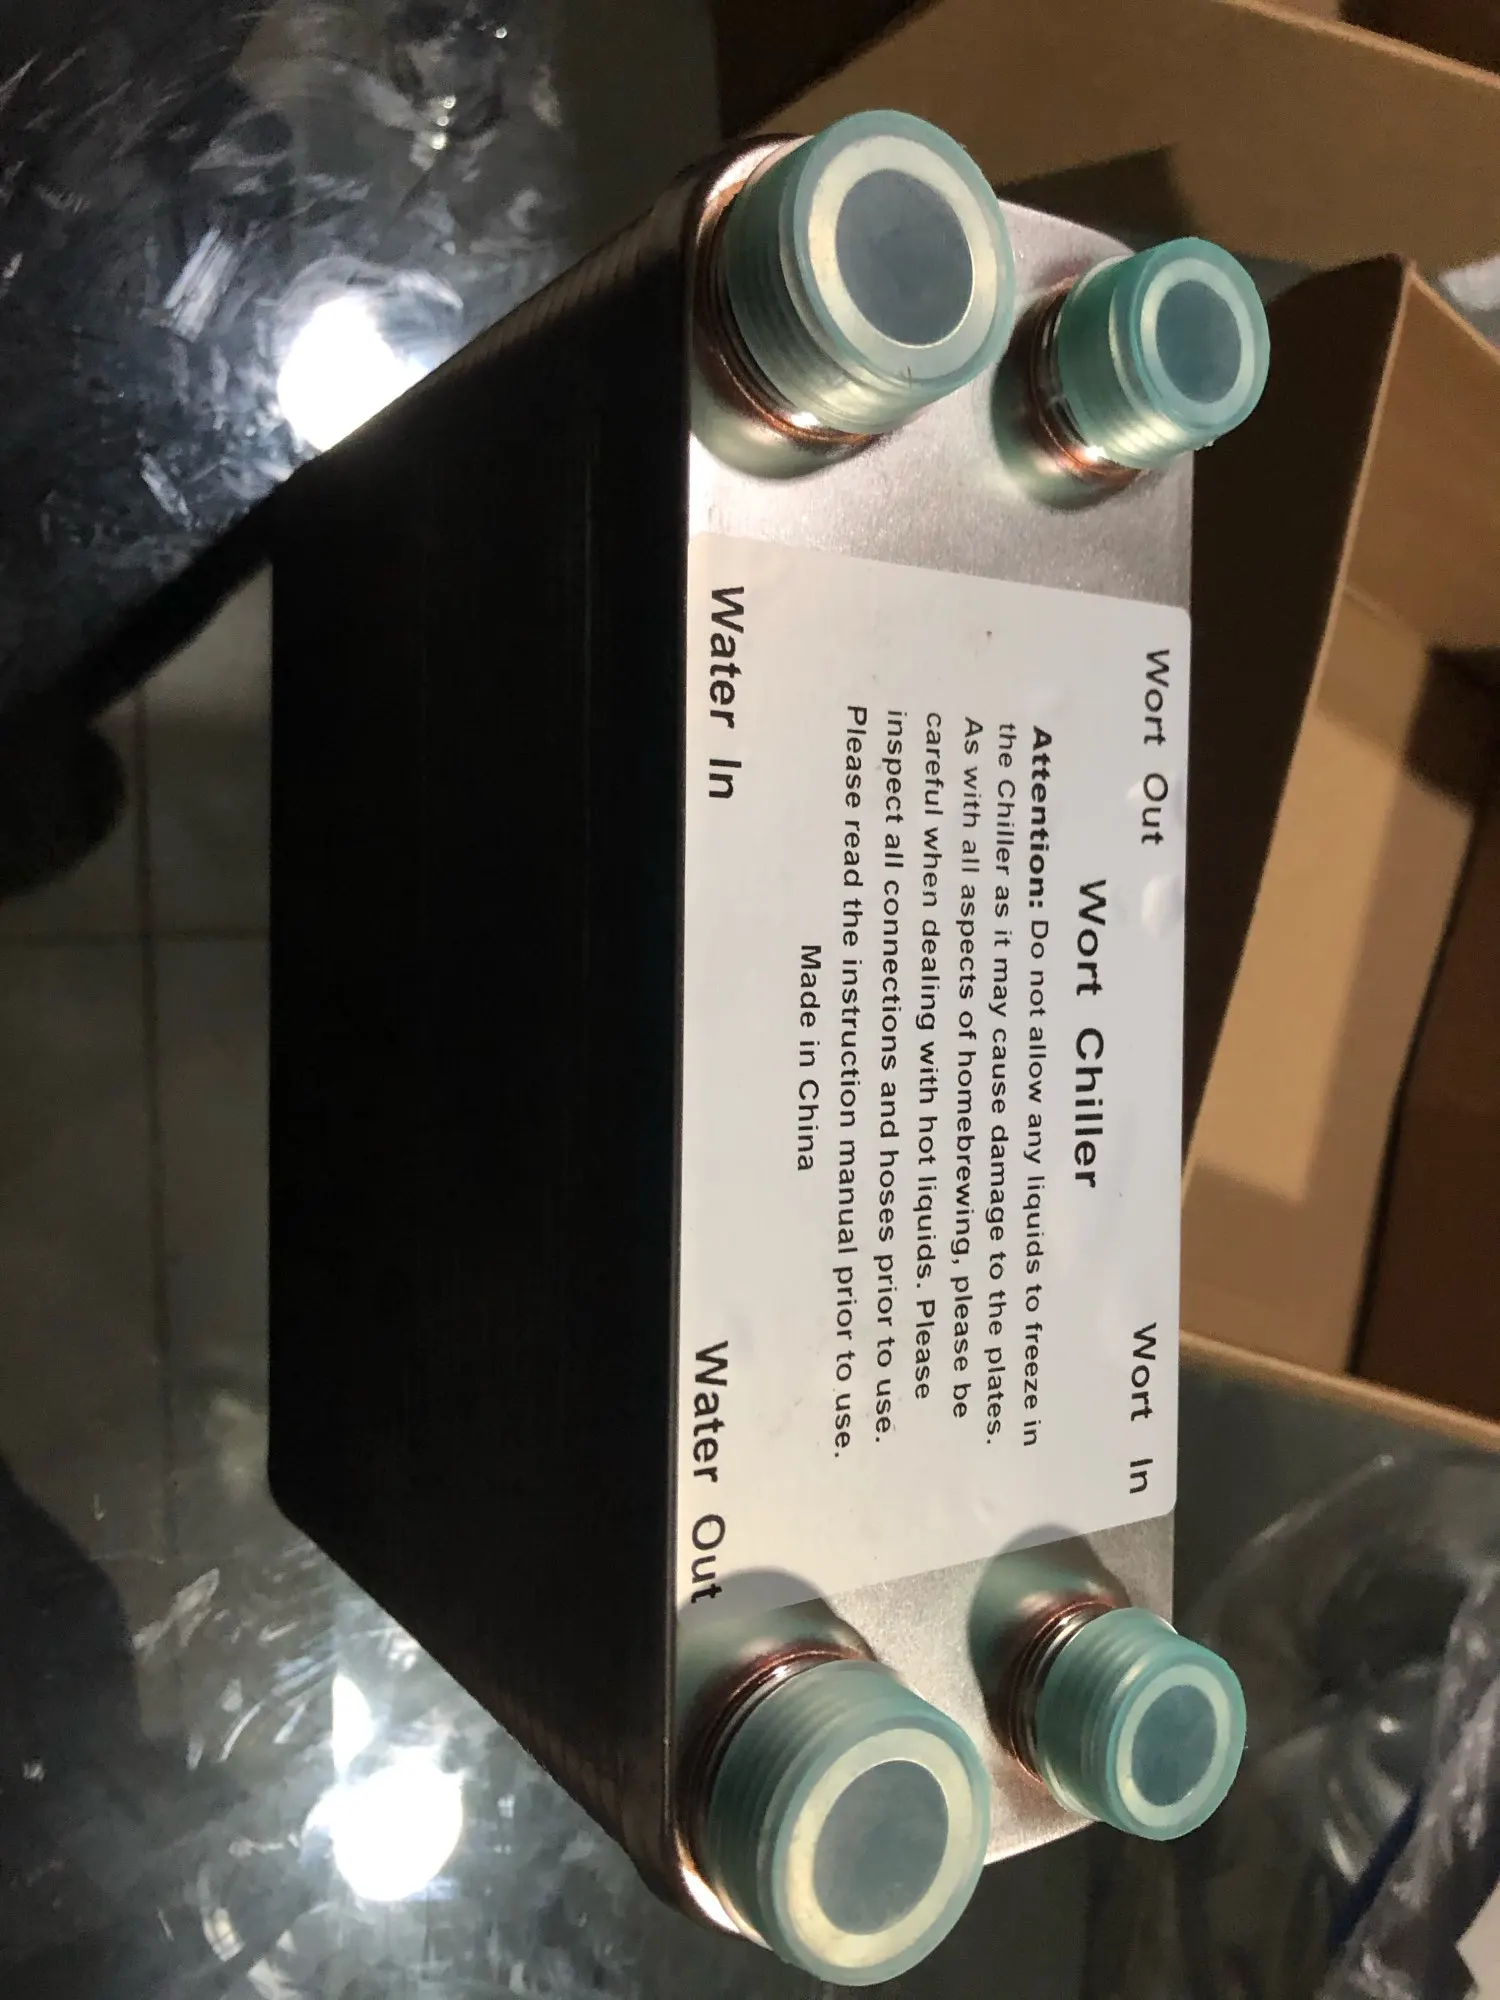 Wort Out Wort In
Wort Chiller
Attention: Do not allow any liquids to freeze in
the Chiller as it may cause damage to the plates.
As with all aspects of homebrewing, please be
careful when dealing with hot liquids. Please
inspect all connections and hoses prior to use.
Please read the instruction manual prior to use.
Made in China
Water In Water Out